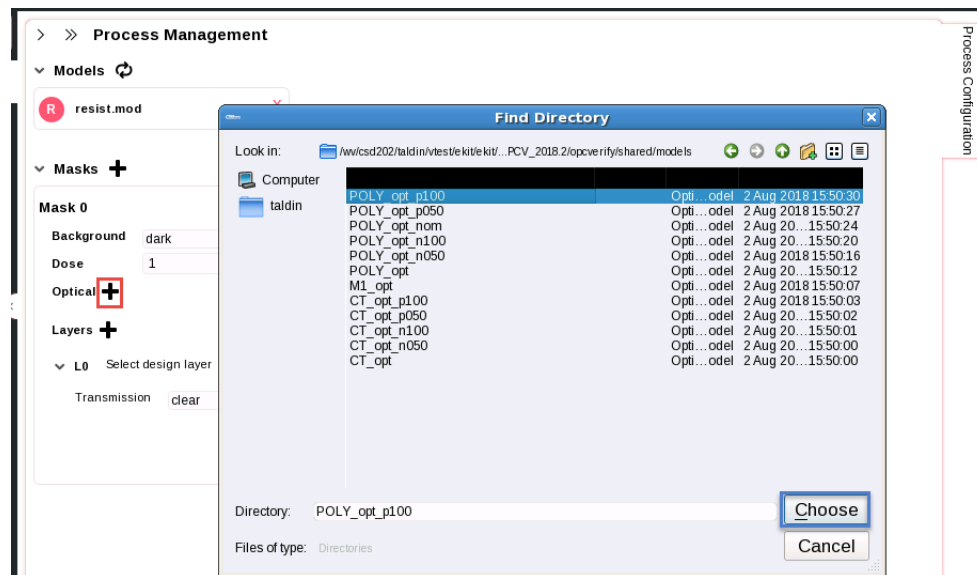 Process Management
Process Configuration
Models
R resist.mod x
Masks
Mask 0
Background dark
Dose 1
Optical
Layers
L0 Select design layer
Transmission clear
Find Directory
Look in: /wv/csd202/taldin/vtest/ekit/ekit/...PCV_2018.2/opcverify/shared/models
Computer
taldin
POLY_opt_p100 Opti...odel 2 Aug 2018 15:50:30
POLY_opt_p050 Opti...odel 2 Aug 2018 15:50:27
POLY_opt_nom Opti...odel 2 Aug 20...15:50:24
POLY_opt_n100 Opti...odel 2 Aug 20...15:50:20
POLY_opt_n050 Opti...odel 2 Aug 2018 15:50:16
POLY_opt Opti...odel 2 Aug 20...15:50:12
M1_opt Opti...odel 2 Aug 2018 15:50:07
CT_opt_p100 Opti...odel 2 Aug 2018 15:50:03
CT_opt_p050 Opti...odel 2 Aug 20...15:50:02
CT_opt_n100 Opti...odel 2 Aug 20...15:50:01
CT_opt_n050 Opti...odel 2 Aug 20...15:50:00
CT_opt Opti...odel 2 Aug 20...15:50:00
Directory: POLY_opt_p100
Choose
Files of type: Directories
Cancel